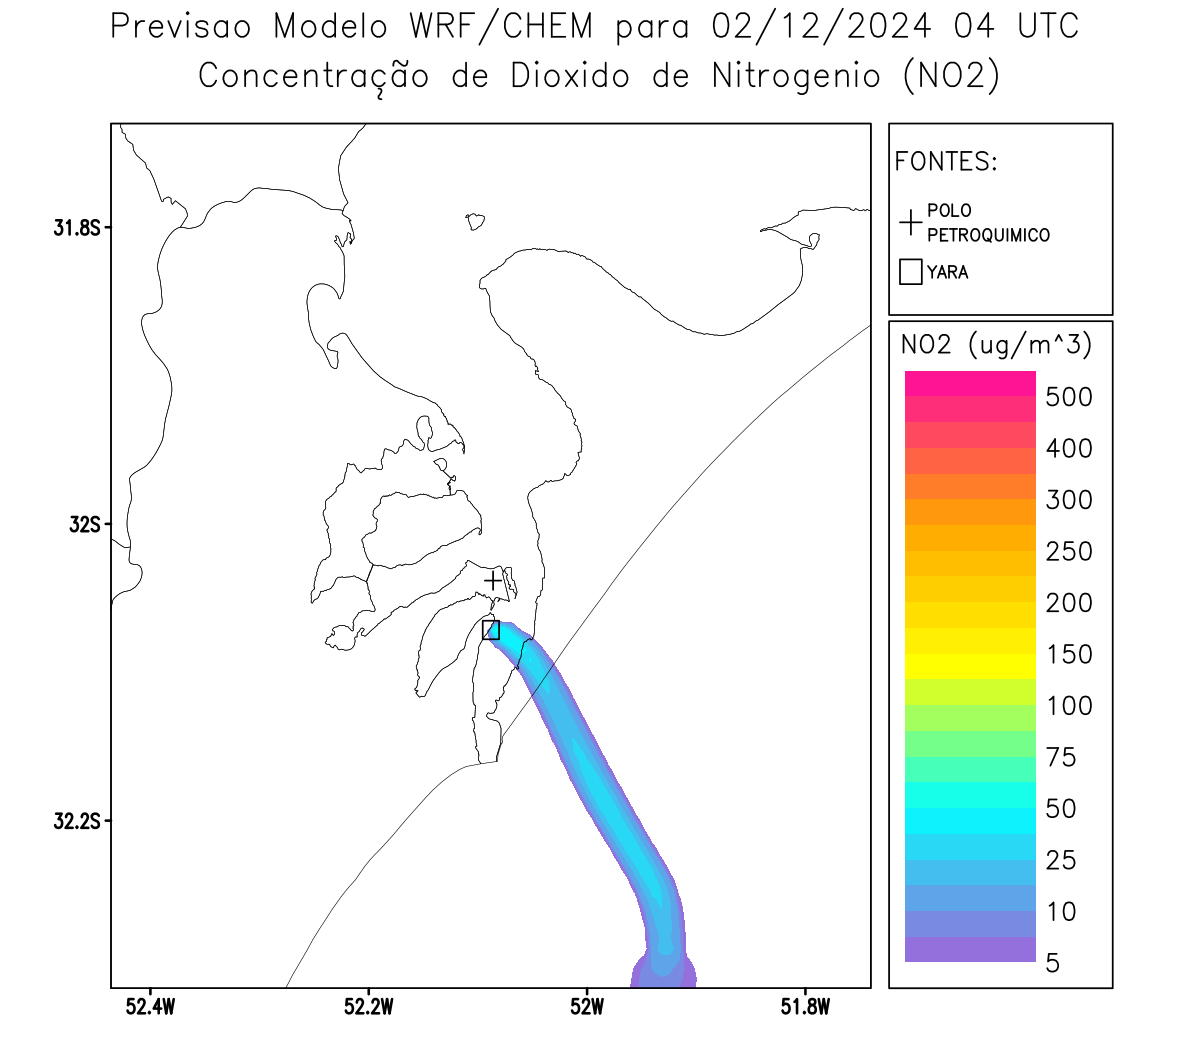 Previsao Modelo WRF/CHEM para 02/12/2024 04 UTC
Concentração de Dioxido de Nitrogenio (NO2)
FONTES:
POLO
PETROQUIMICO
YARA
NO2 (ug/m^3)
500
400
300
250
200
150
100
75
50
25
10
5
31.8S
32S
32.2S
52.4W
52.2W
52W
51.8W